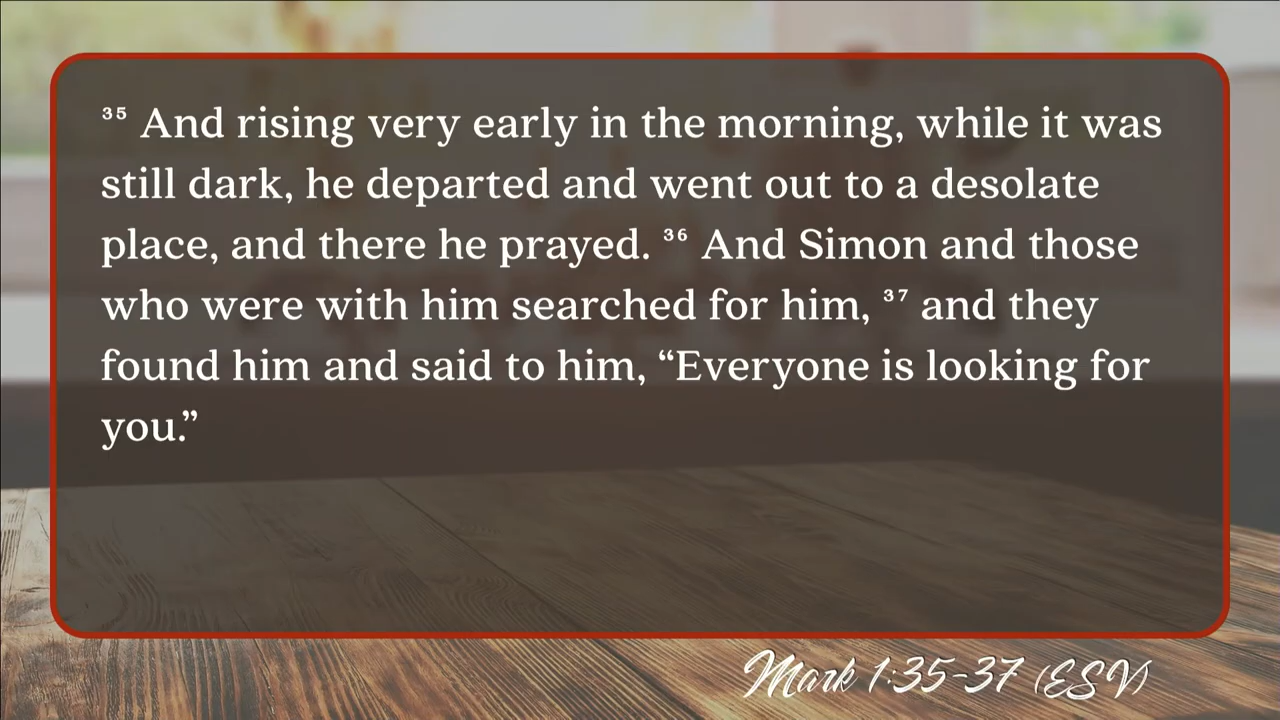 ³⁵ And rising very early in the morning, while it was
still dark, he departed and went out to a desolate
place, and there he prayed. ³⁶ And Simon and those
who were with him searched for him, ³⁷ and they
found him and said to him, “Everyone is looking for
you.”
Mark 1:35-37 (ESV)